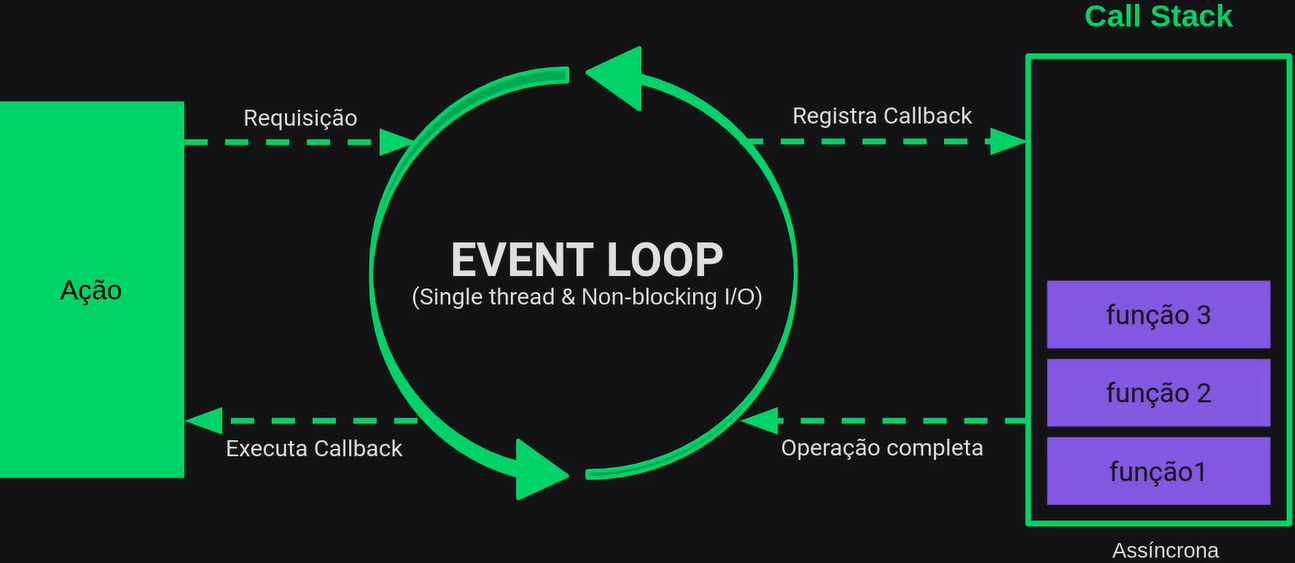 Call Stack
Requisição
Registra Callback
EVENT LOOP
(Single thread & Non-blocking I/O)
Ação
função 3
função 2
função1
Executa Callback
Operação completa
Assíncrona